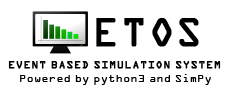 ETOS
EVENT BASED SIMULATION SYSTEM
Powered by python3 and SimPy